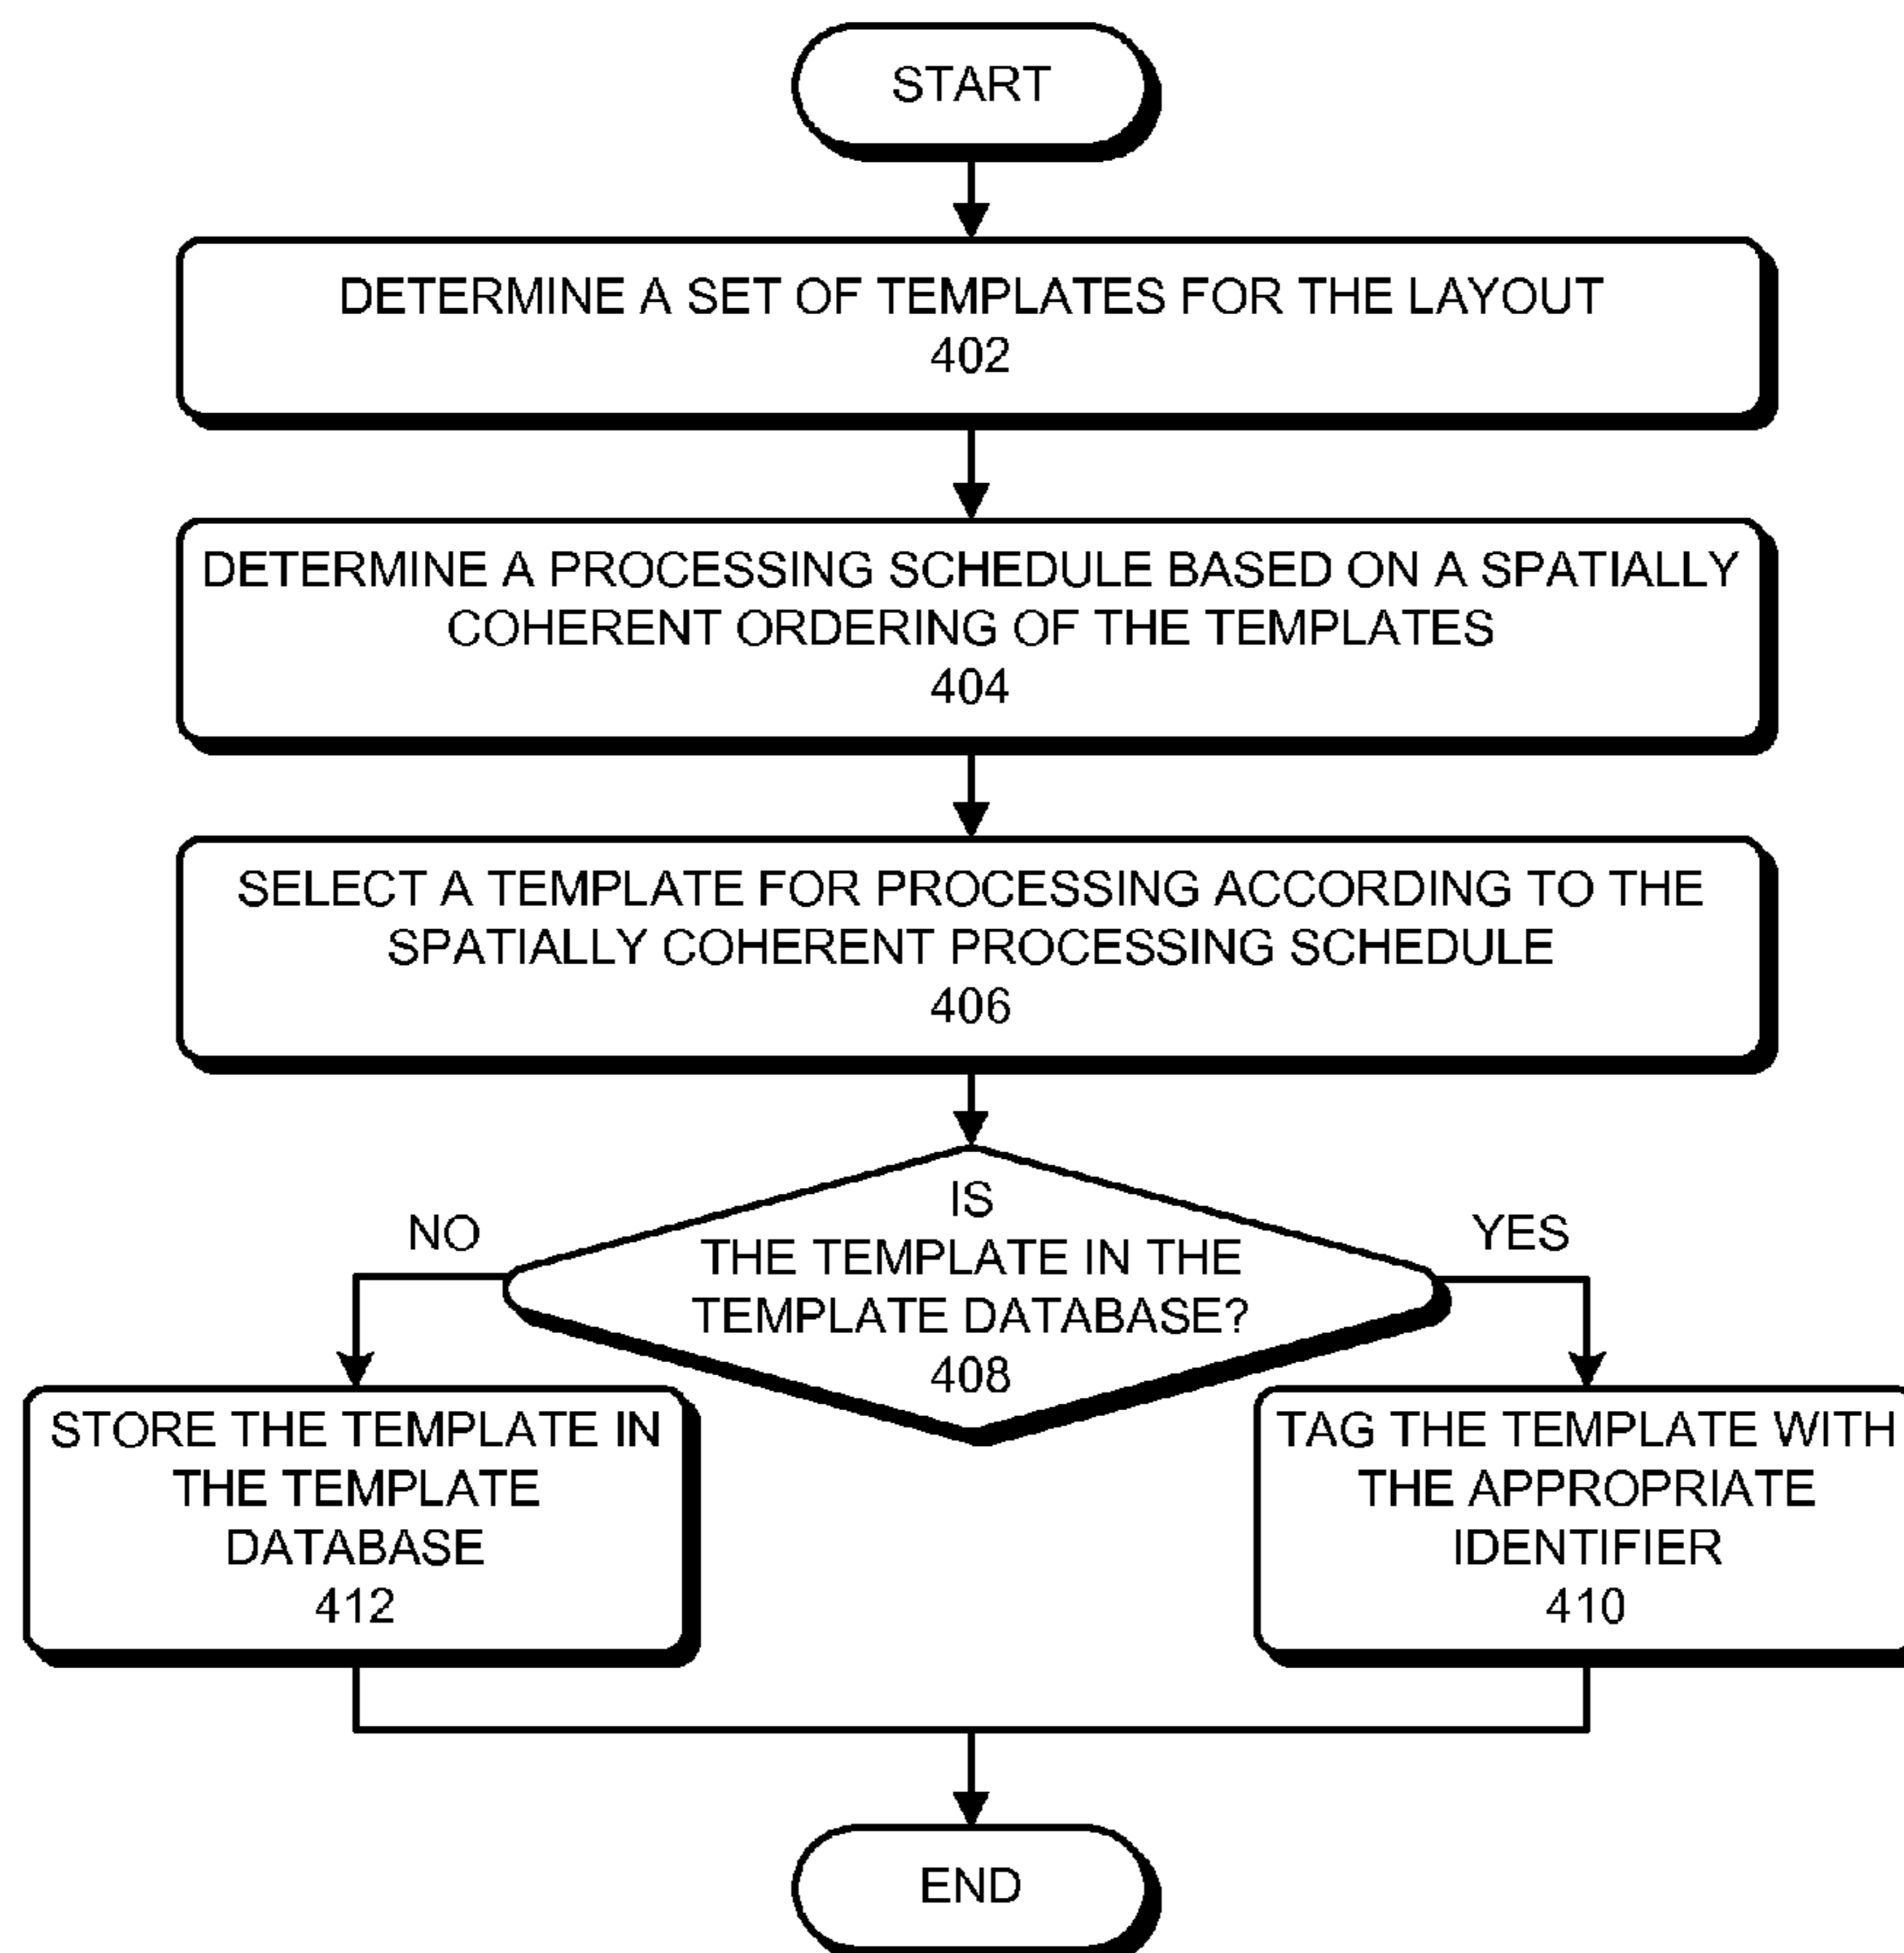 START
DETERMINE A SET OF TEMPLATES FOR THE LAYOUT
402
DETERMINE A PROCESSING SCHEDULE BASED ON A SPATIALLY
COHERENT ORDERING OF THE TEMPLATES
404
SELECT A TEMPLATE FOR PROCESSING ACCORDING TO THE
SPATIALLY COHERENT PROCESSING SCHEDULE
406
IS
THE TEMPLATE IN THE
TEMPLATE DATABASE?
408
NO
YES
STORE THE TEMPLATE IN
THE TEMPLATE
DATABASE
412
TAG THE TEMPLATE WITH
THE APPROPRIATE
IDENTIFIER
410
END